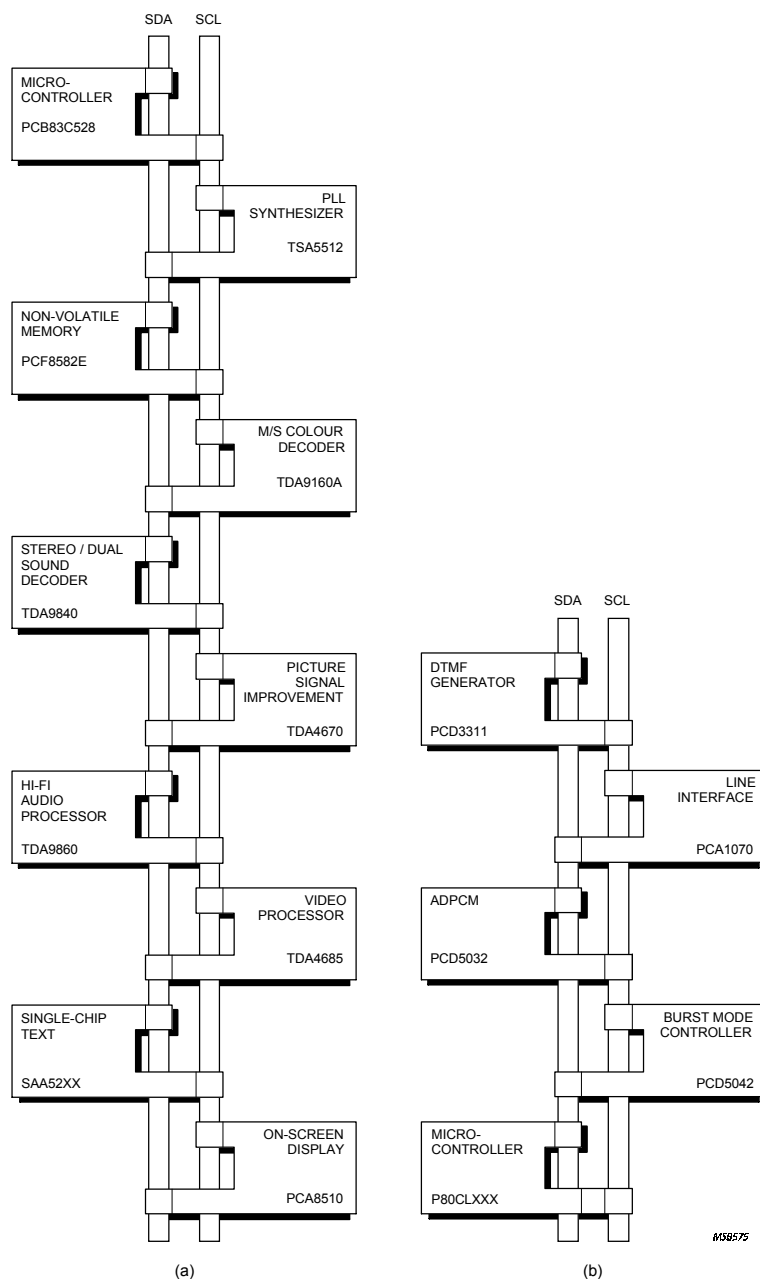 SDA SCL
MICRO-
CONTROLLER
PCB83C528
PLL
SYNTHESIZER
TSA5512
NON-VOLATILE
MEMORY
PCF8582E
M/S COLOUR
DECODER
TDA9160A
STEREO / DUAL
SOUND
DECODER
TDA9840
PICTURE
SIGNAL
IMPROVEMENT
TDA4670
HI-FI
AUDIO
PROCESSOR
TDA9860
VIDEO
PROCESSOR
TDA4685
SINGLE-CHIP
TEXT
SAA52XX
ON-SCREEN
DISPLAY
PCA8510
(a)
SDA SCL
DTMF
GENERATOR
PCD3311
LINE
INTERFACE
PCA1070
ADPCM
PCD5032
BURST MODE
CONTROLLER
PCD5042
MICRO-
CONTROLLER
P80CLXXX
MSB575
(b)